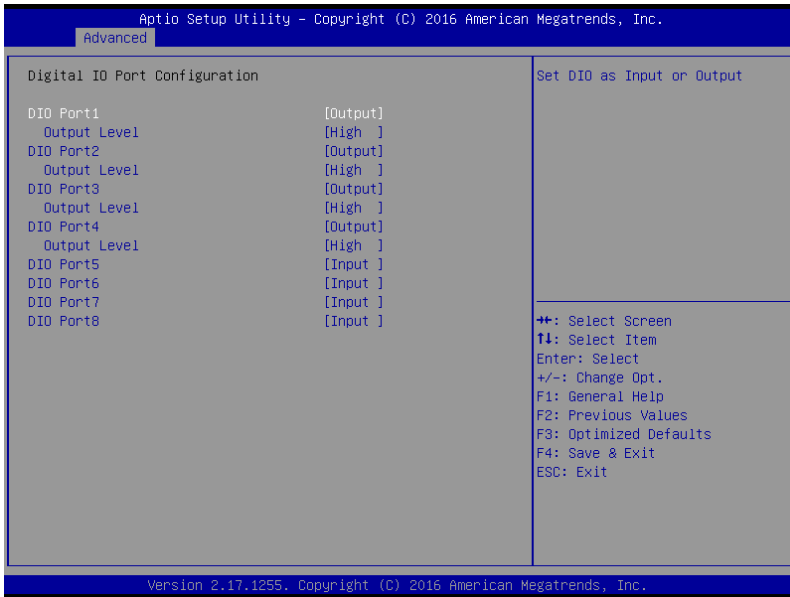 Aptio Setup Utility – Copyright (C) 2016 American Megatrends, Inc.
Advanced
Digital IO Port Configuration
DIO Port1 [Output]
Output Level [High ]
DIO Port2 [Output]
Output Level [High ]
DIO Port3 [Output]
Output Level [High ]
DIO Port4 [Output]
Output Level [High ]
DIO Port5 [Input ]
DIO Port6 [Input ]
DIO Port7 [Input ]
DIO Port8 [Input ]
Set DIO as Input or Output
→←: Select Screen
↑↓: Select Item
Enter: Select
+/-: Change Opt.
F1: General Help
F2: Previous Values
F3: Optimized Defaults
F4: Save & Exit
ESC: Exit
Version 2.17.1255. Copyright (C) 2016 American Megatrends, Inc.